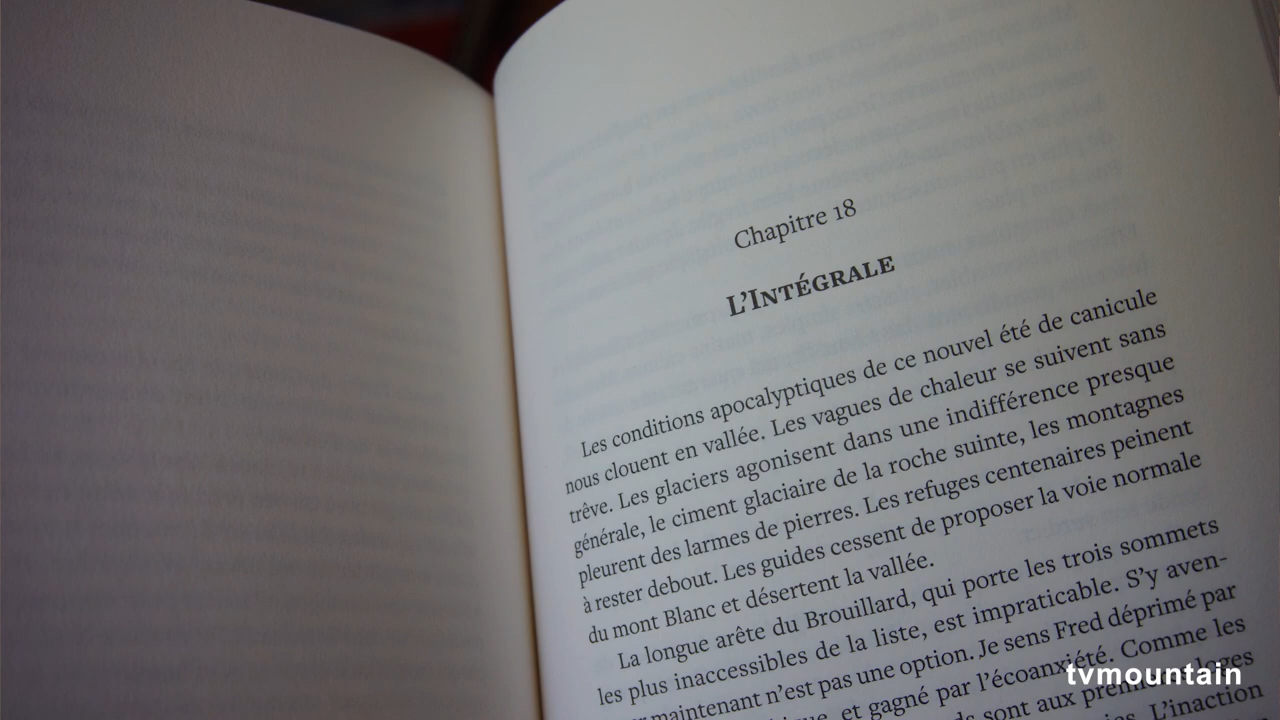 Chapitre 18
L'INTÉGRALE
Les conditions apocalyptiques de ce nouvel été de canicule
nous clouent en vallée. Les vagues de chaleur se suivent sans
trêve. Les glaciers agonisent dans une indifférence presque
générale, le ciment glaciaire de la roche suinte, les montagnes
pleurent des larmes de pierres. Les refuges centenaires peinent
à rester debout. Les guides cessent de proposer la voie normale
du mont Blanc et désertent la vallée.
La longue arête du Brouillard, qui porte les trois sommets
les plus inaccessibles de la liste, est impraticable. S'y aven-
maintenant n'est pas une option. Je sens Fred déprimé par
et gagné par l'écoanxiété. Comme les
sont aux premières loges
L'inaction
tvmountain